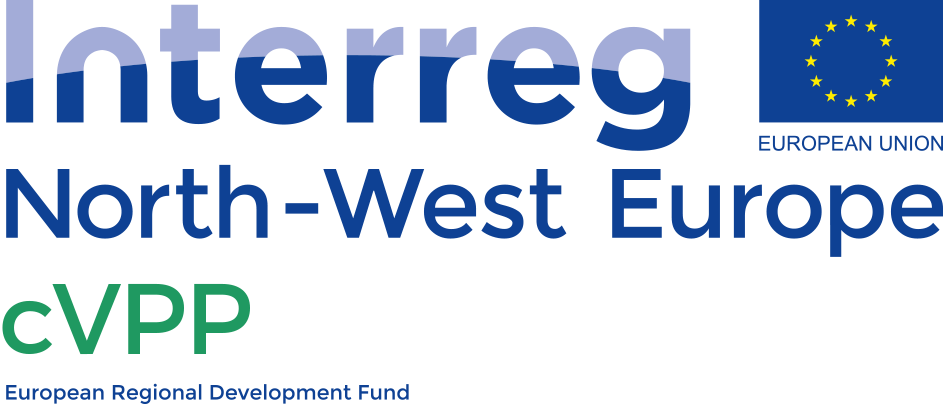 Interreg
EUROPEAN UNION
North-West Europe
cVPP
European Regional Development Fund